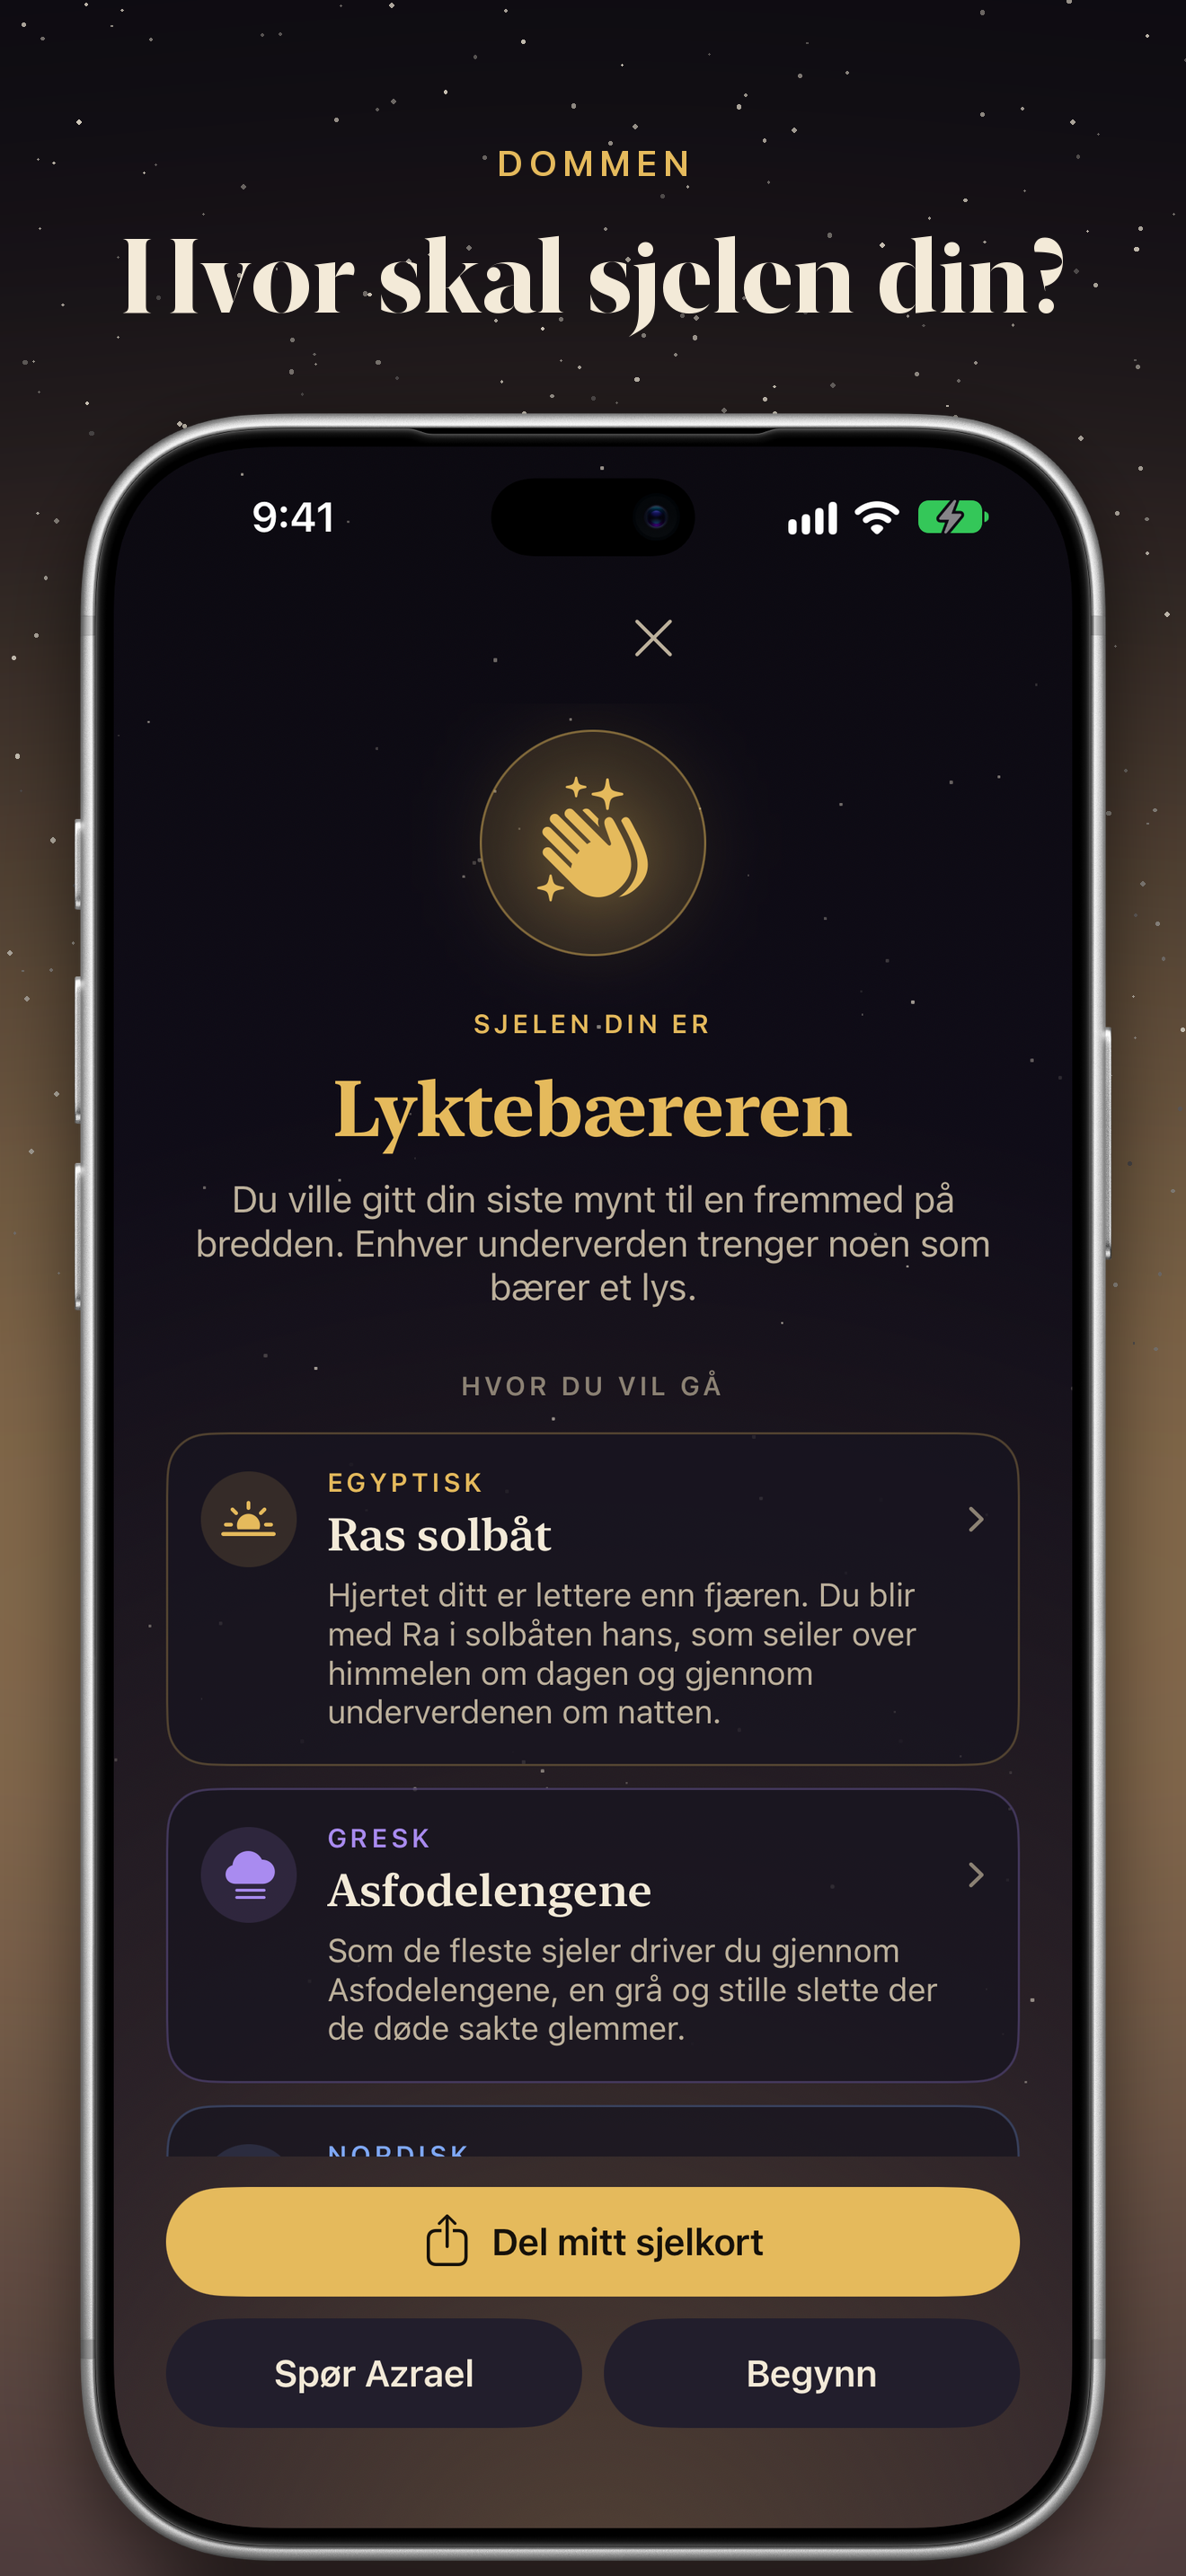 DOMMEN
Hvor skal sjelen din?
9:41
SJELEN DIN ER
Lyktebæreren
Du ville gitt din siste mynt til en fremmed på
bredden. Enhver underverden trenger noen som
bærer et lys.
HVOR DU VIL GÅ
EGYPTISK
Ras solbåt
Hjertet ditt er lettere enn fjæren. Du blir
med Ra i solbåten hans, som seiler over
himmelen om dagen og gjennom
underverdenen om natten.
GRESK
Asfodelengene
Som de fleste sjeler driver du gjennom
Asfodelengene, en grå og stille slette der
de døde sakte glemmer.
NORDISK
Del mitt sjelkort
Spør Azrael
Begynn